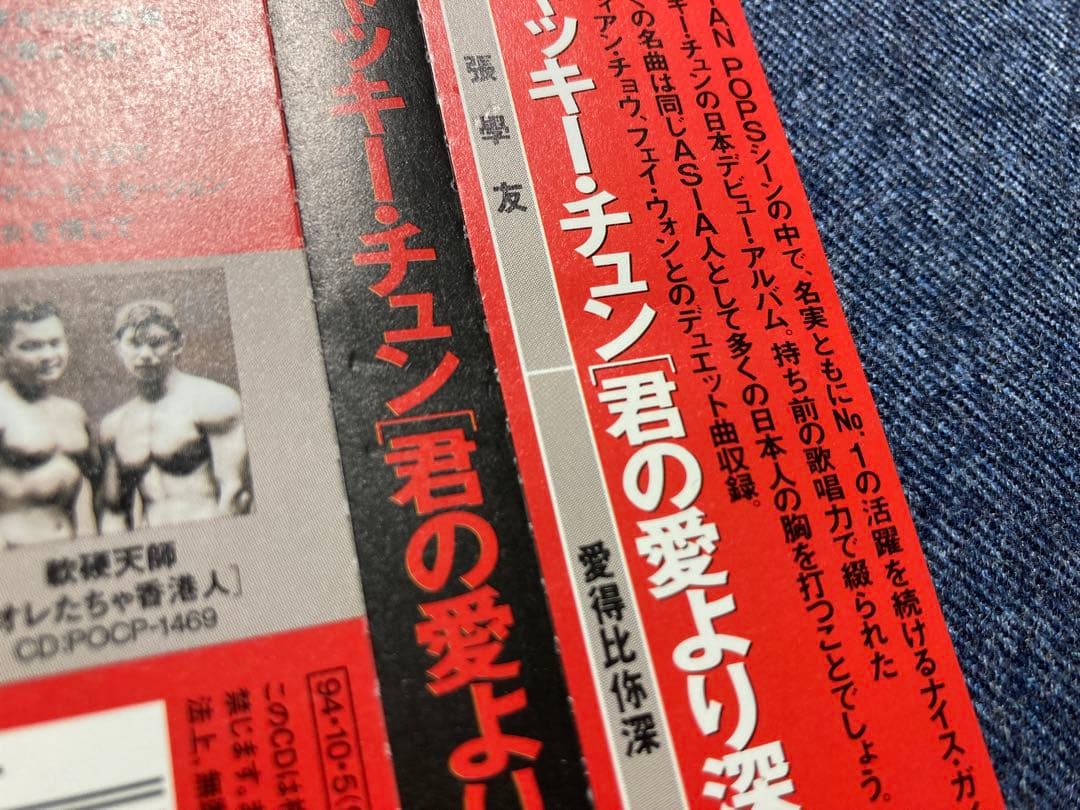 IAN POPSシーンの中で、名実ともに№1の活躍を続けるナイス・ガ
キー・チュンの日本デビュー・アルバム。持ち前の歌唱力で綴られた
の名曲は同じASIA人として多くの日本人の胸を打つことでしょう。
ィアン・チョウ、フェイ・ウォンとのデュエット曲収録。
ッキー・チュン[君の愛より深
張學友
愛得比你深
ッキー・チュン[君の愛より
軟硬天師
オレたちゃ香港人]
CD:POCP-1469
94・10・5(
このCDは
禁じます。
法上、無